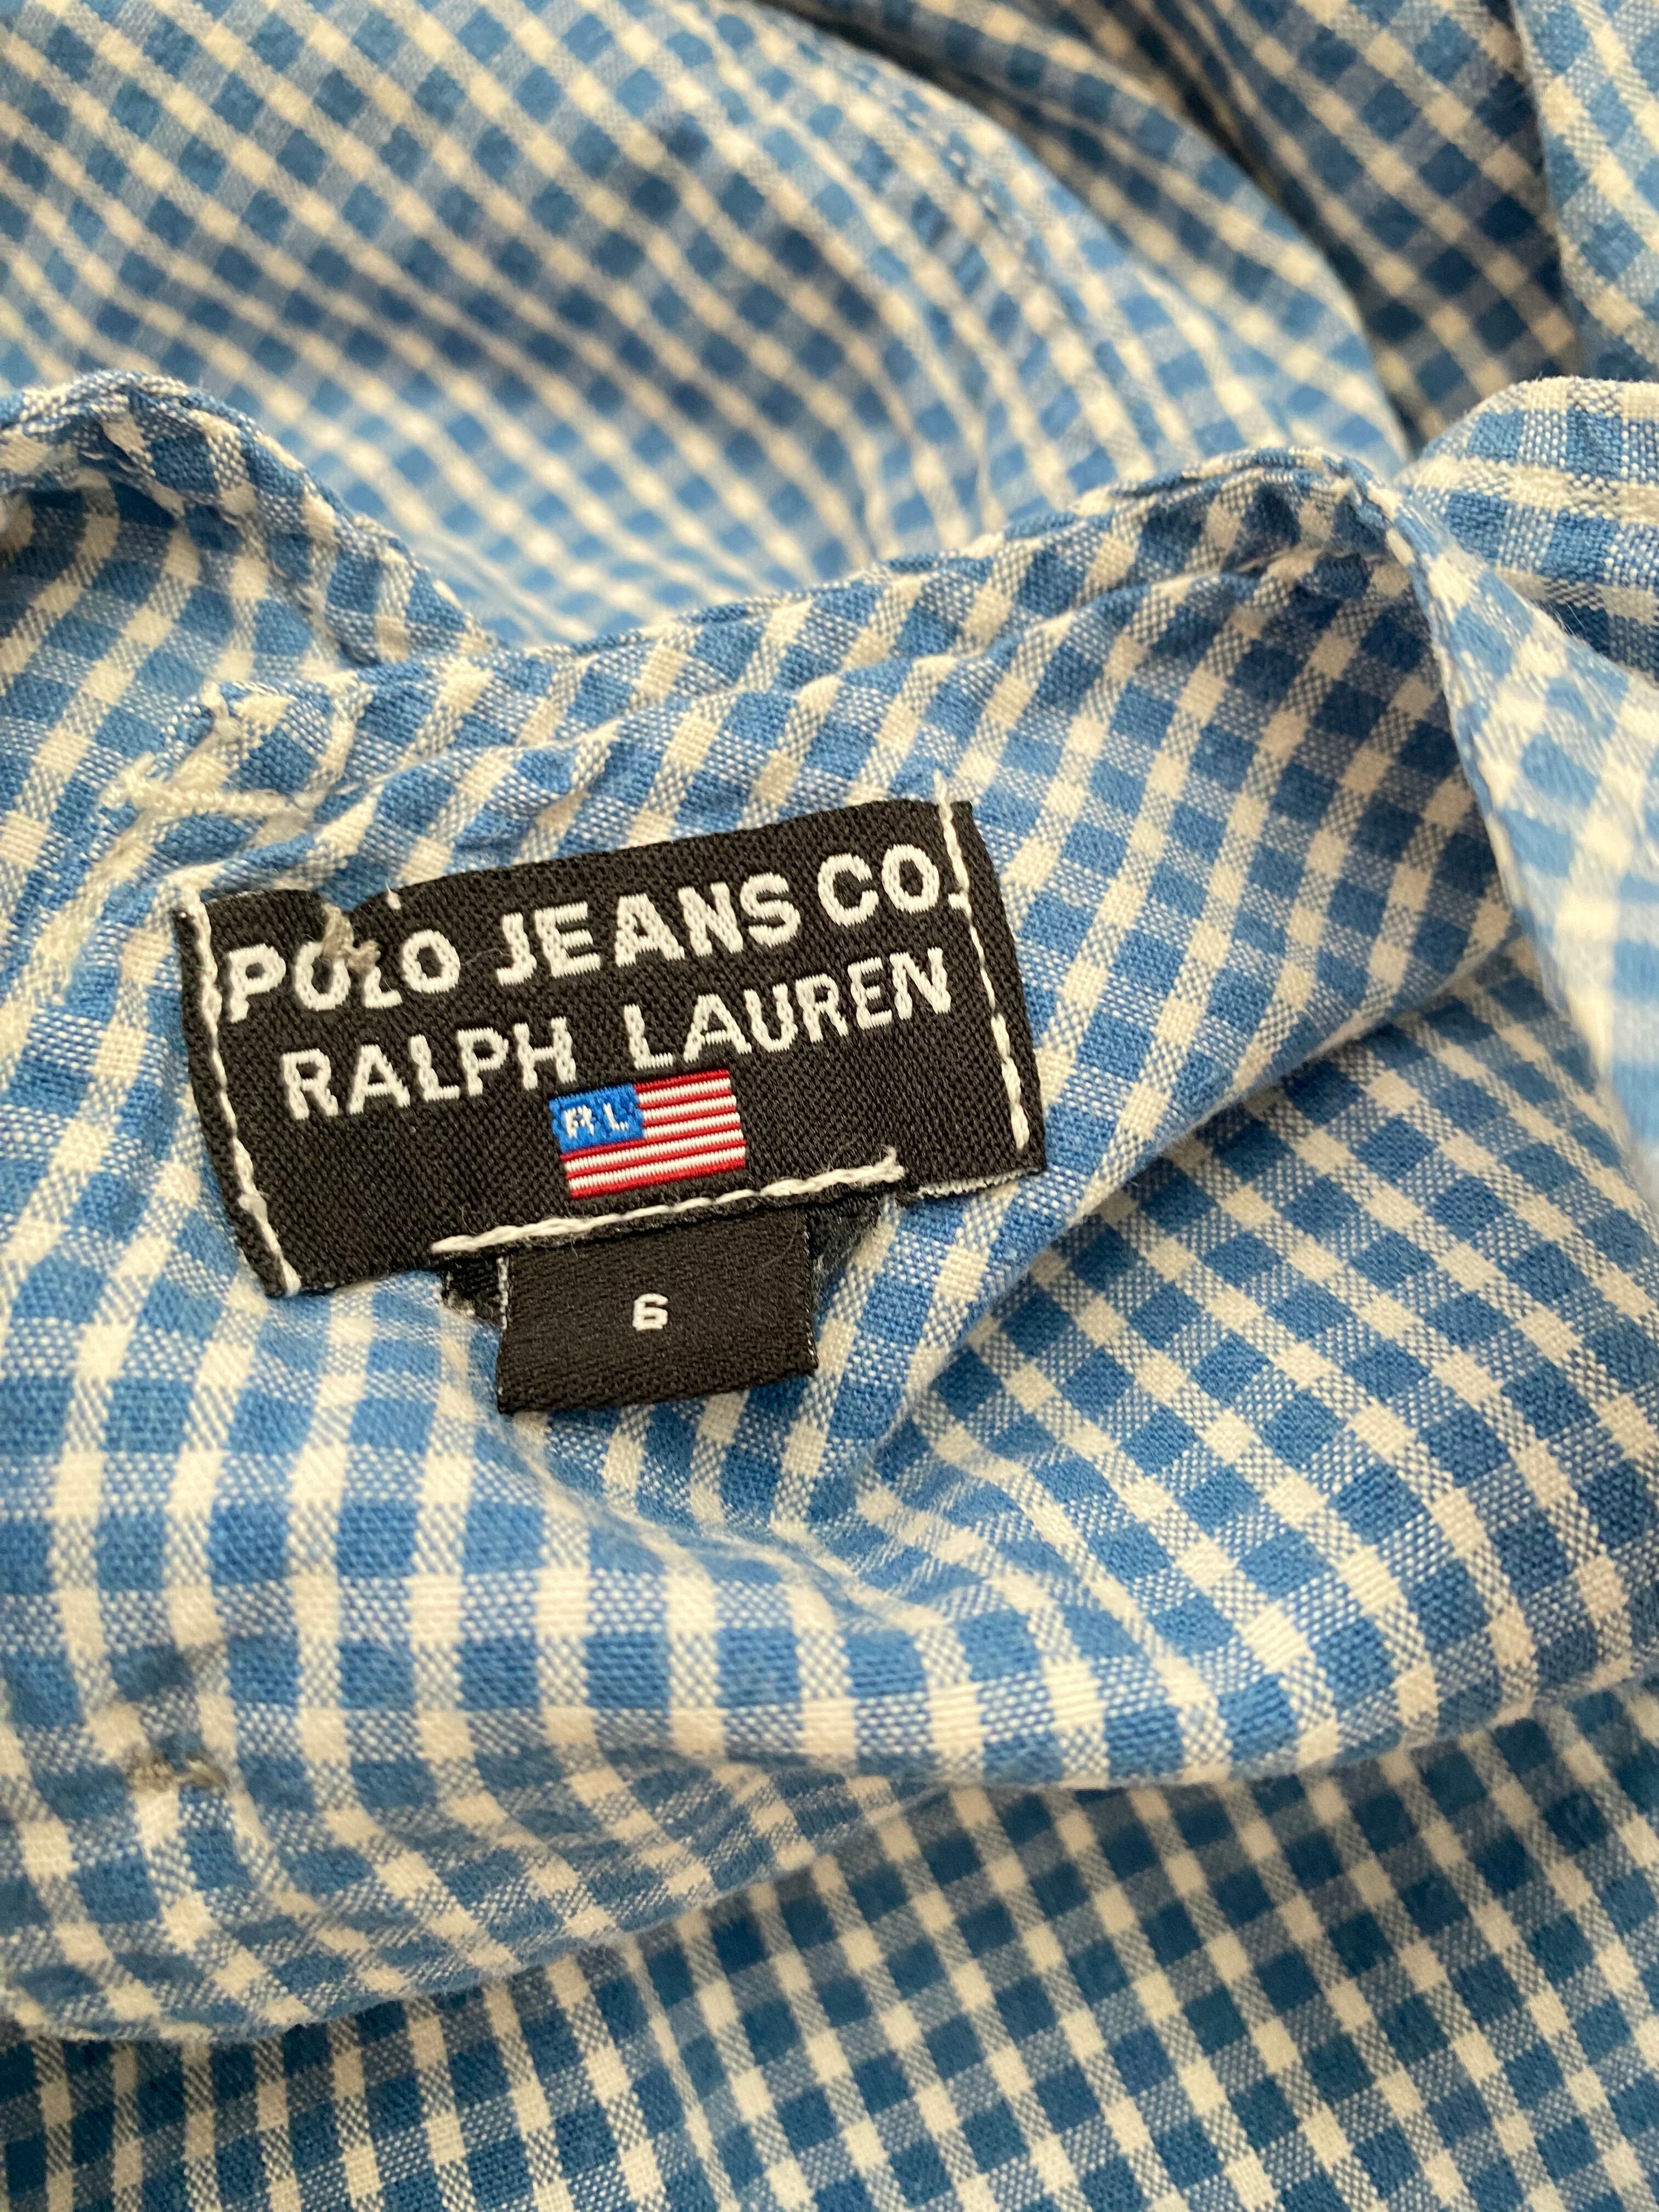 POLO JEANS CO.
RALPH LAUREN
RL
6